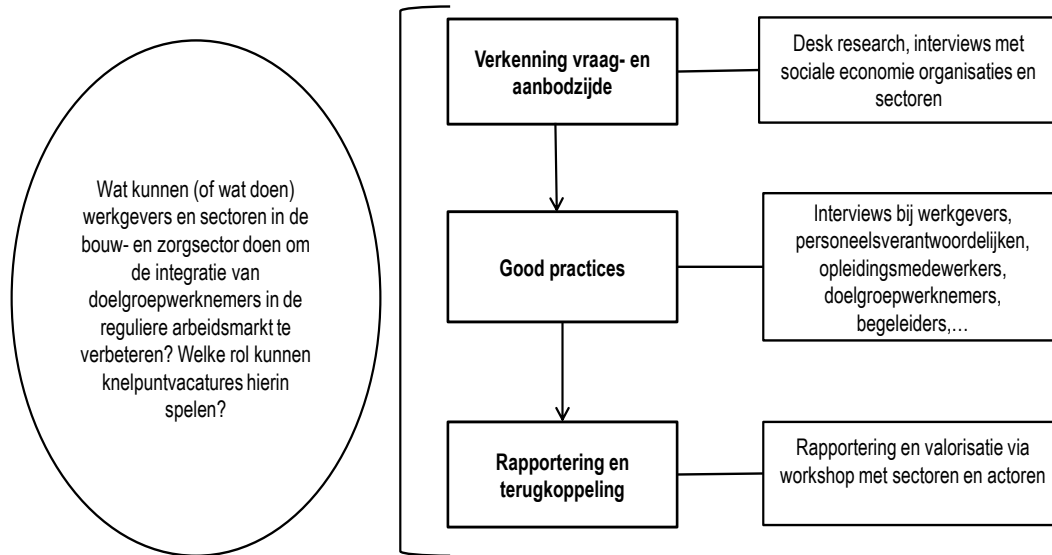 Wat kunnen (of wat doen)
werkgevers en sectoren in de
bouw- en zorgsector doen om
de integratie van
doelgroepwerknemers in de
reguliere arbeidsmarkt te
verbeteren? Welke rol kunnen
knelpuntvacatures hierin
spelen?
Verkenning vraag- en
aanbodzijde
Desk research, interviews met
sociale economie organisaties en
sectoren
Good practices
Interviews bij werkgevers,
personeelsverantwoordelijken,
opleidingsmedewerkers,
doelgroepwerknemers,
begeleiders,…
Rapportering en
terugkoppeling
Rapportering en valorisatie via
workshop met sectoren en actoren